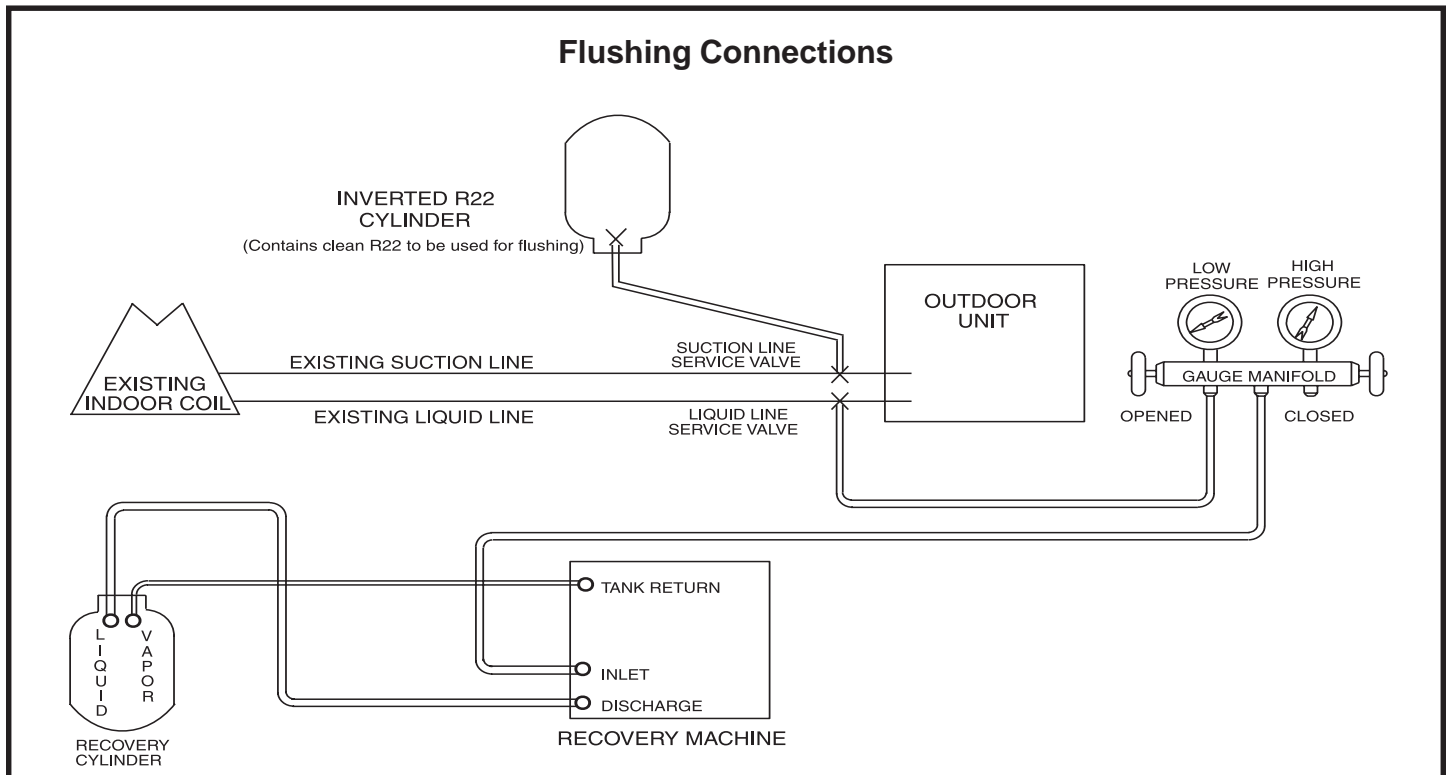 Flushing Connections
INVERTED R22
CYLINDER
(Contains clean R22 to be used for flushing)
LOW
PRESSURE
HIGH
PRESSURE
OUTDOOR
UNIT
SUCTION LINE
SERVICE VALVE
EXISTING SUCTION LINE
EXISTING
INDOOR COIL
GAUGE MANIFOLD
EXISTING LIQUID LINE
LIQUID LINE
SERVICE VALVE
OPENED
CLOSED
TANK RETURN
LIQUID
VAPOR
INLET
DISCHARGE
RECOVERY MACHINE
RECOVERY
CYLINDER